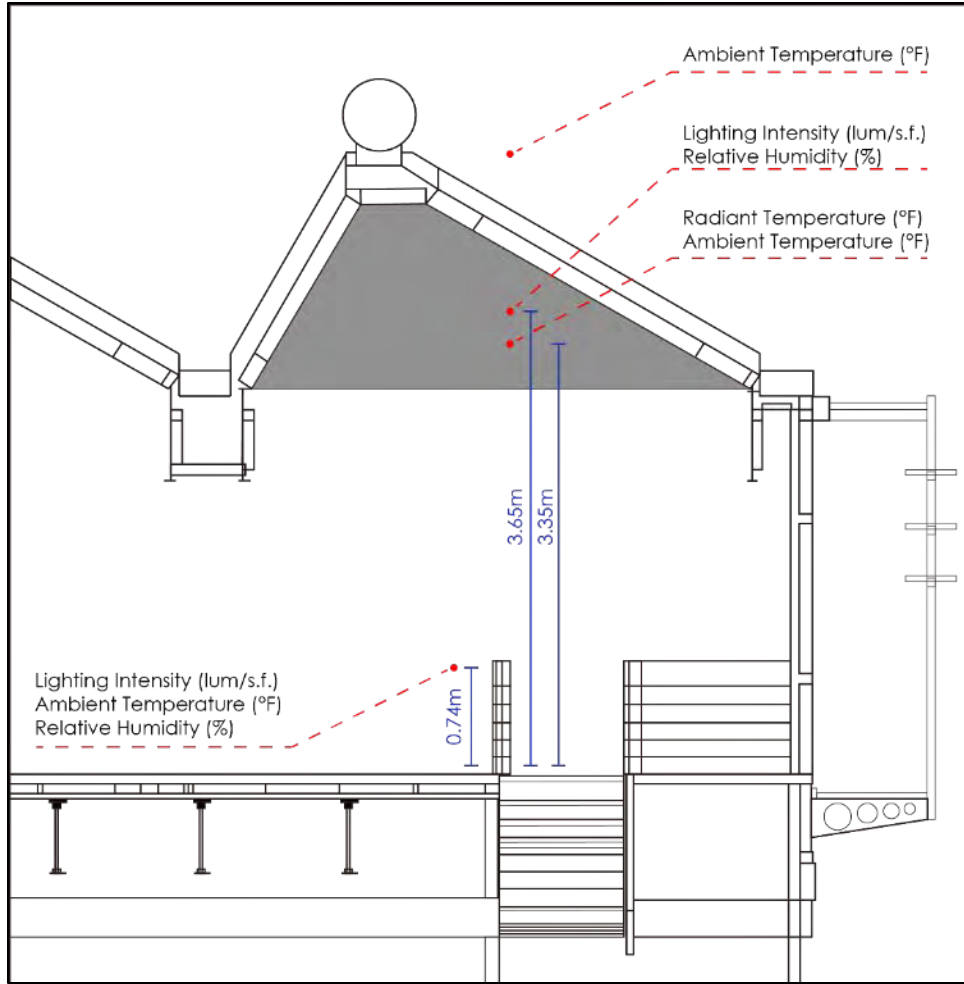 Ambient Temperature (°F)
Lighting Intensity (lum/s.f.)
Relative Humidity (%)
Radiant Temperature (°F)
Ambient Temperature (°F)
3.65m
3.35m
Lighting Intensity (lum/s.f.)
Ambient Temperature (°F)
Relative Humidity (%)
0.74m